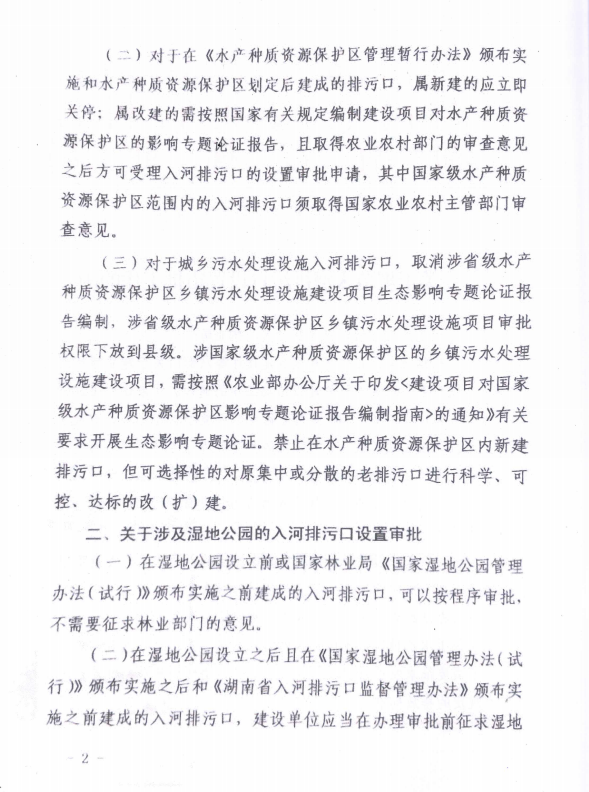 （二）对于在《水产种质资源保护区管理暂行办法》颁布实
施和水产种质资源保护区划定后建成的排污口，属新建的应立即
关停；属改建的需按照国家有关规定编制建设项目对水产种质资
源保护区的影响专题论证报告，且取得农业农村部门的审查意见
之后方可受理入河排污口的设置审批申请，其中国家级水产种质
资源保护区范围内的入河排污口须取得国家农业农村主管部门审
查意见。
（三）对于城乡污水处理设施入河排污口，取消涉省级水产
种质资源保护区乡镇污水处理设施建设项目生态影响专题论证报
告编制，涉省级水产种质资源保护区乡镇污水处理设施项目审批
权限下放到县级。涉国家级水产种质资源保护区的乡镇污水处理
设施建设项目，需按照《农业部办公厅关于印发<建设项目对国家
级水产种质资源保护区影响专题论证报告编制指南>的通知》有关
要求开展生态影响专题论证。禁止在水产种质资源保护区内新建
排污口，但可选择性的对原集中或分散的老排污口进行科学、可
控、达标的改（扩）建。
二、关于涉及湿地公园的入河排污口设置审批
（一）在湿地公园设立前或国家林业局《国家湿地公园管理
办法（试行）》颁布实施之前建成的入河排污口，可以按程序审批，
不需要征求林业部门的意见。
（二）在湿地公园设立之后且在《国家湿地公园管理办法（试
行）》颁布实施之后和《湖南省入河排污口监督管理办法》颁布实
施之前建成的入河排污口，建设单位应当在办理审批前征求湿地
- 2 -